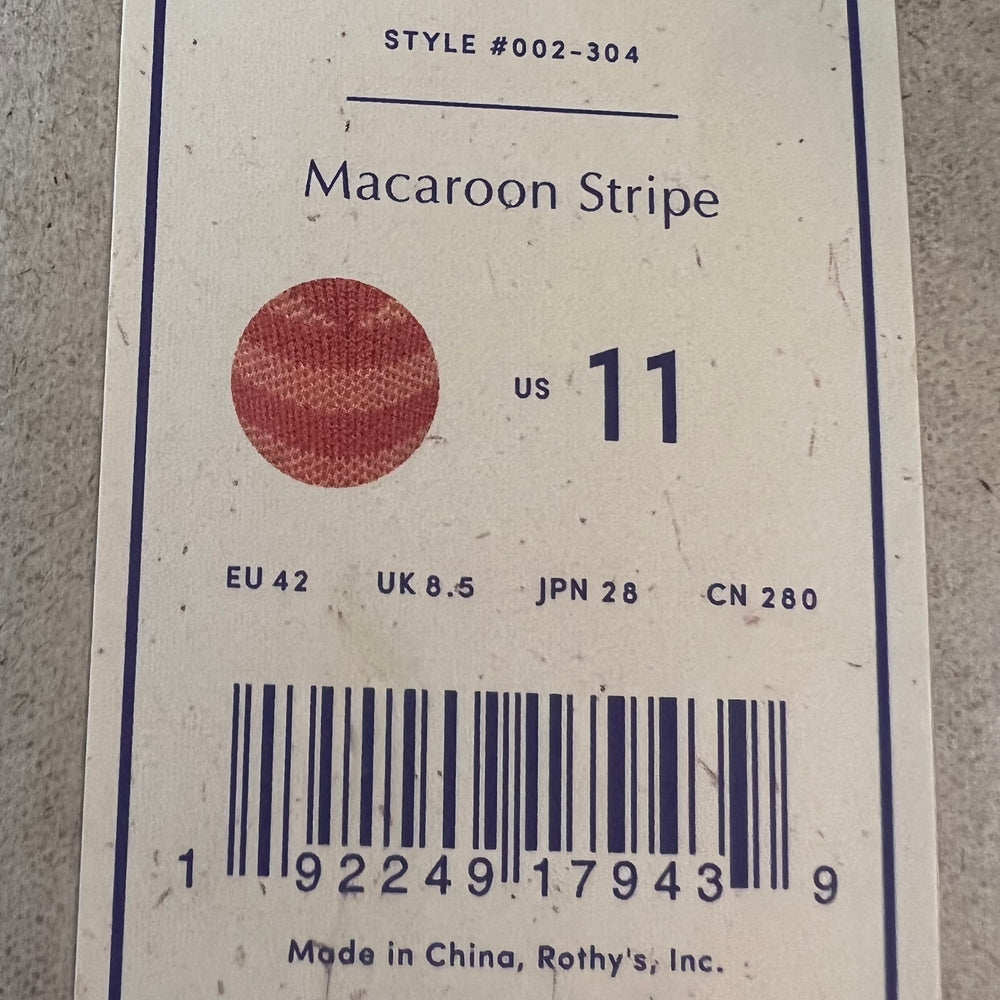 STYLE #002-304
Macaroon Stripe
US 11
EU 42 UK 8.5 JPN 28 CN 280
1 92249 17943 9
Made in China, Rothy's, Inc.